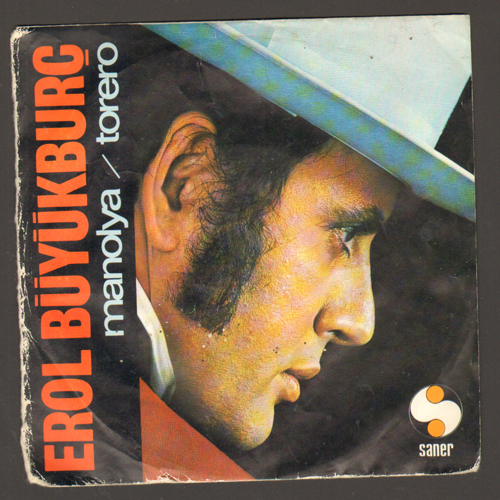 EROL BÜYÜKBURÇ
manolya / torero
saner